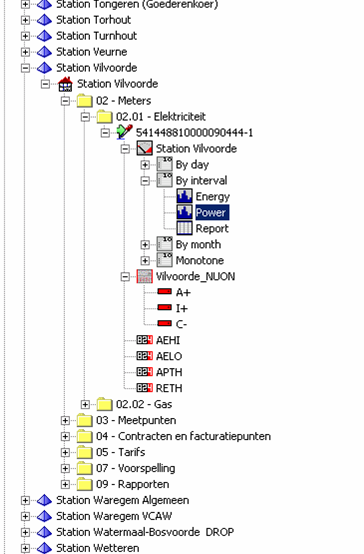 Station Tongeren (Goederenkoer)
Station Torhout
Station Turnhout
Station Veurne
Station Vilvoorde
Station Vilvoorde
02 - Meters
02.01 - Elektriciteit
541448810000090444-1
Station Vilvoorde
By day
By interval
Energy
Power
Report
By month
Monotone
Vilvoorde_NUON
A+
I+
C-
AEHI
AELO
APTH
RETH
02.02 - Gas
03 - Meetpunten
04 - Contracten en facturatiepunten
05 - Tarifs
07 - Voorspelling
09 - Rapporten
Station Waregem Algemeen
Station Waregem VCAW
Station Watermaal-Bosvoorde DROP
Station Wetteren